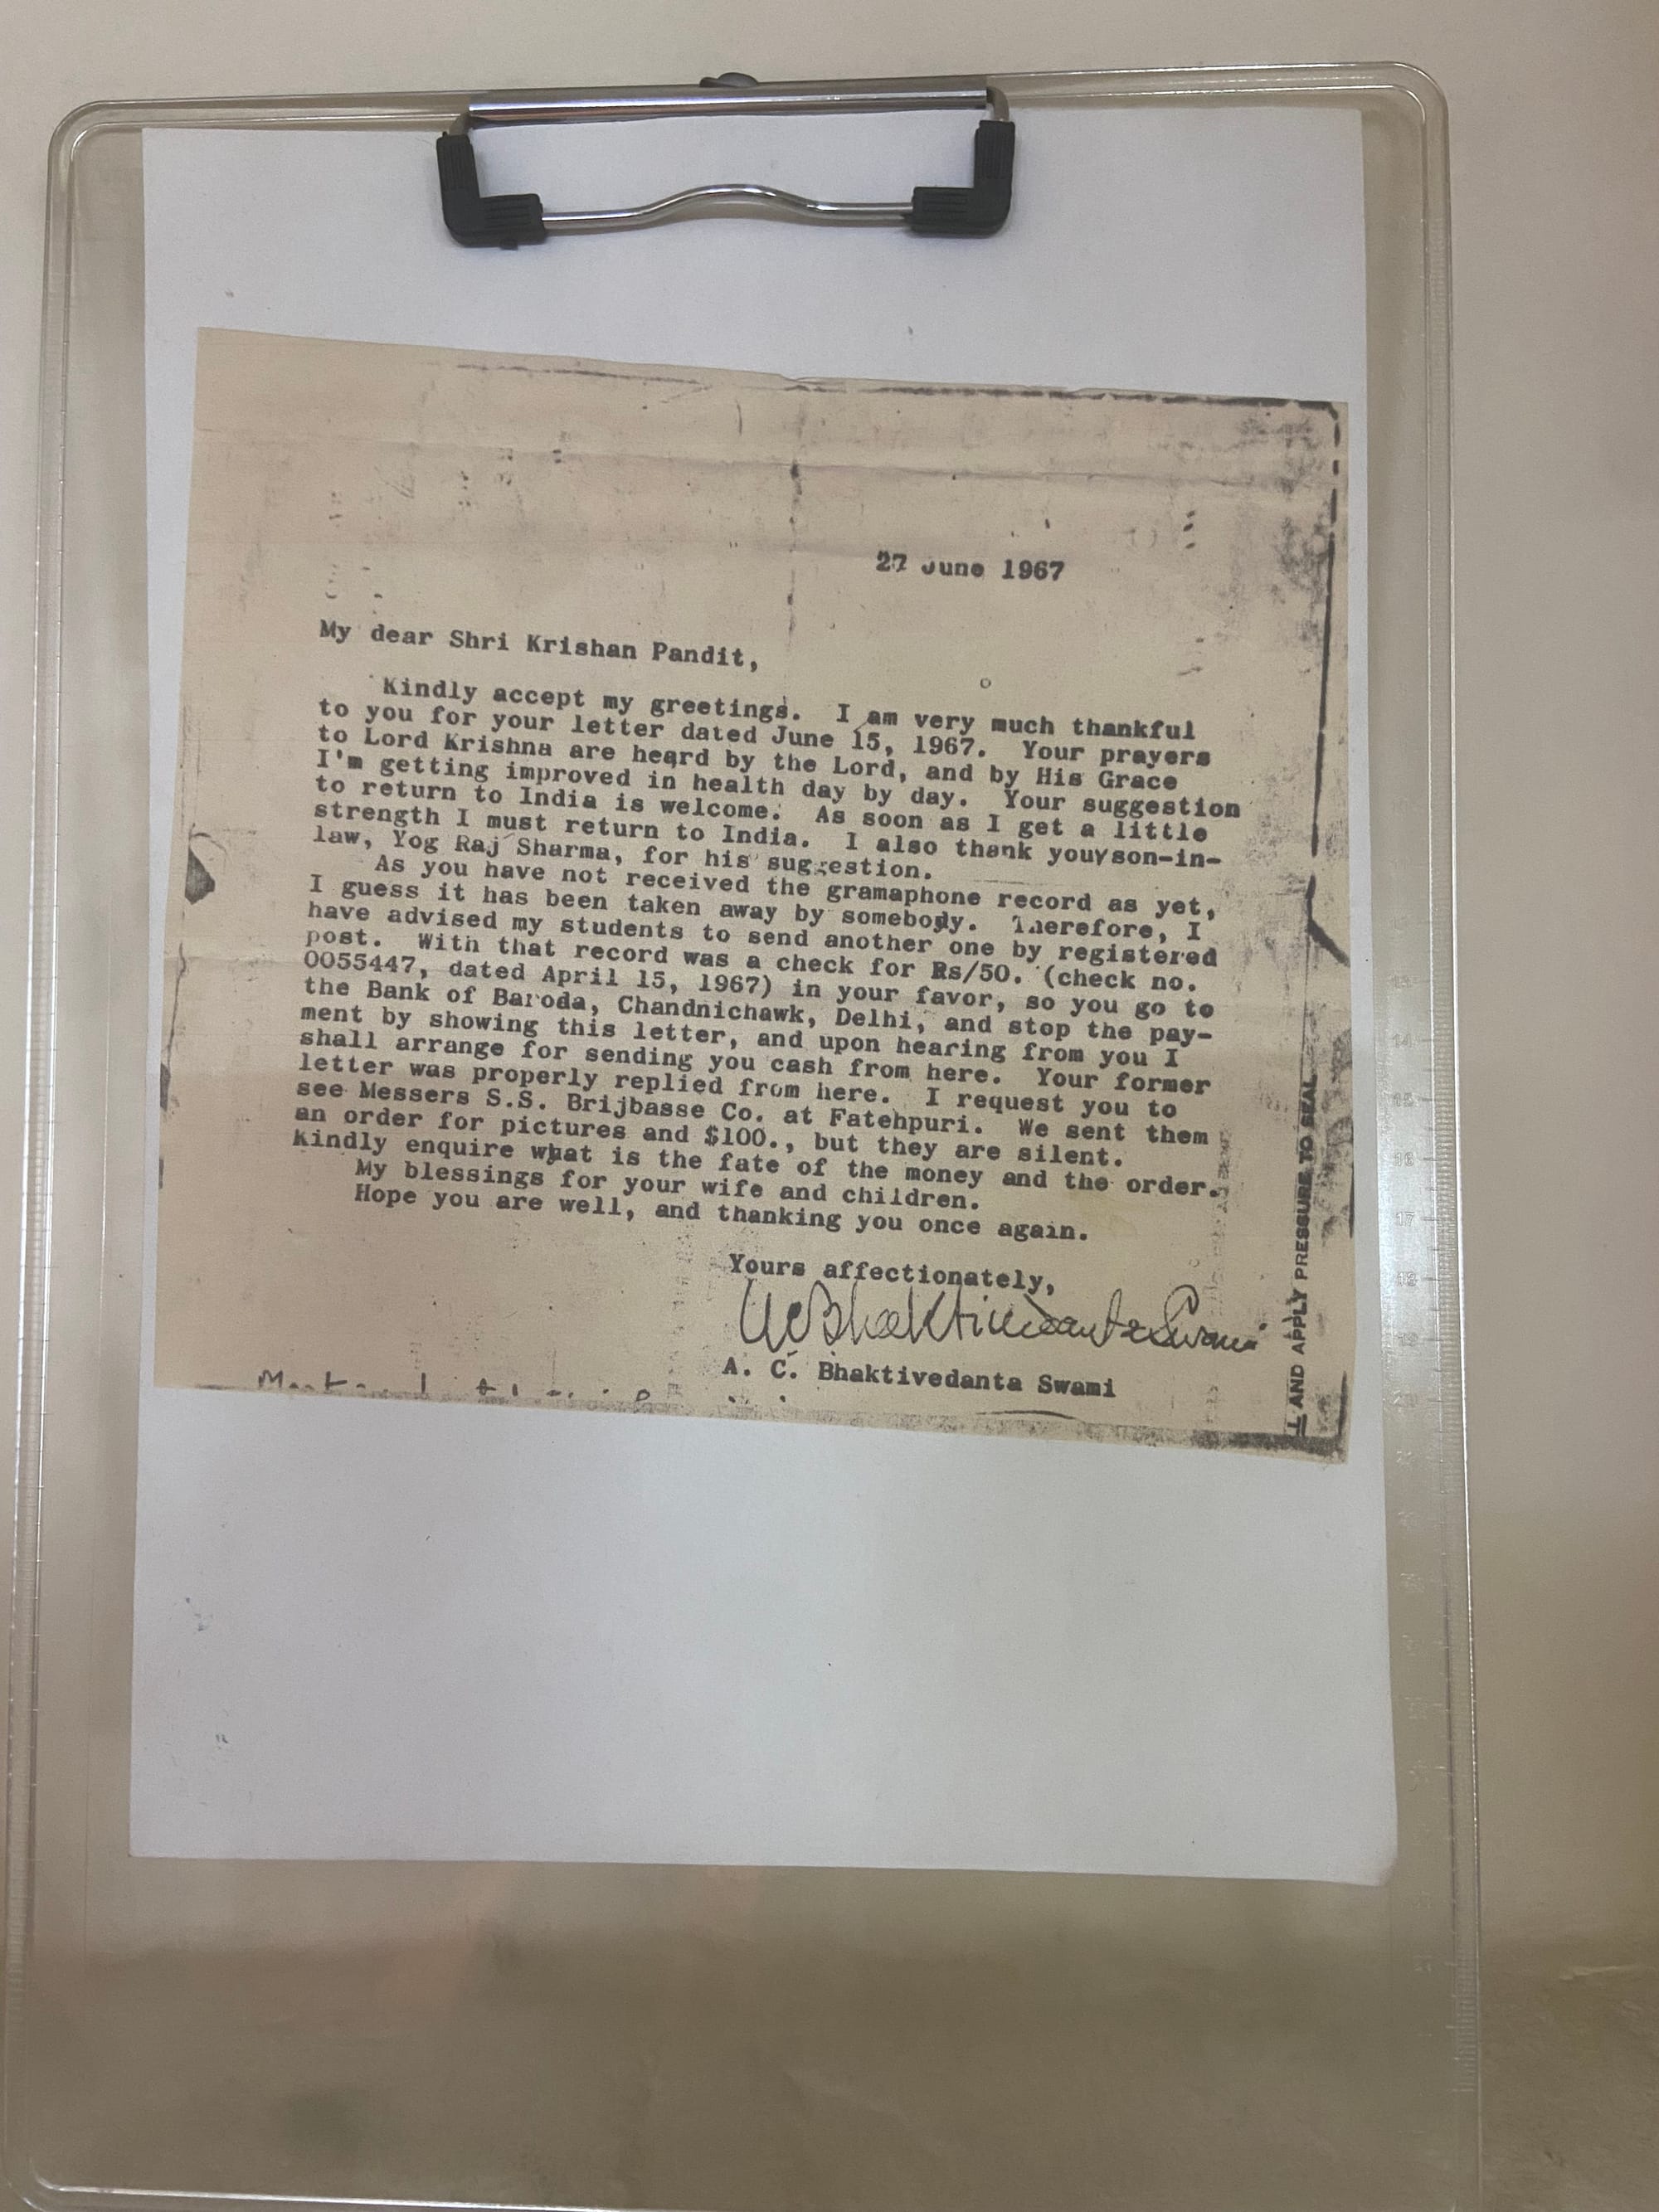 27 June 1967
My dear Shri Krishan Pandit,
Kindly accept my greetings. I am very much thankful
to you for your letter dated June 15, 1967. Your prayers
to Lord Krishna are heard by the Lord, and by His Grace
I'm getting improved in health day by day. Your suggestion
to return to India is welcome. As soon as I get a little
strength I must return to India. I also thank your son-in-
law, Yog Raj Sharma, for his suggestion.
As you have not received the gramaphone record as yet,
I guess it has been taken away by somebody. Therefore, I
have advised my students to send another one by registered
post. With that record was a check for Rs/50. (check no.
0055447, dated April 15, 1967) in your favor, so you go to
the Bank of Baroda, Chandnichawk, Delhi, and stop the pay-
ment by showing this letter, and upon hearing from you I
shall arrange for sending you cash from here. Your former
letter was properly replied from here. I request you to
see Messers S.S. Brijbasse Co. at Fatehpuri. We sent them
an order for pictures and $100., but they are silent.
Kindly enquire what is the fate of the money and the order.
My blessings for your wife and children.
Hope you are well, and thanking you once again.
Yours affectionately,
ACBhaktivedanta Swami
A. C. Bhaktivedanta Swami
AND APPLY PRESSURE TO SEAL